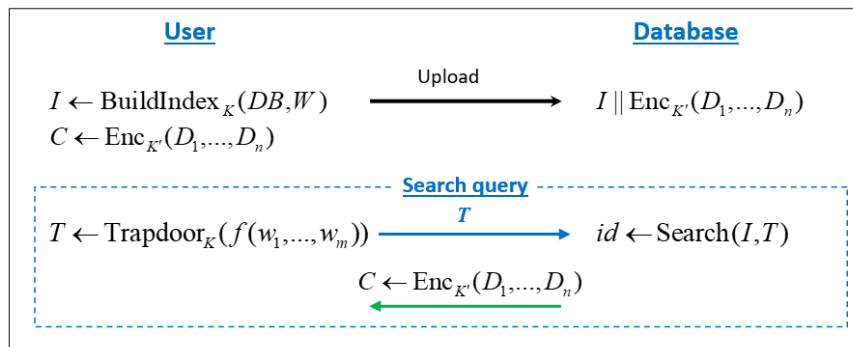 User Database
Upload
I ← BuildIndex_K(DB,W) I || Enc_K'(D_1,...,D_n)
C ← Enc_K'(D_1,...,D_n)
Search query
T
T ← Trapdoor_K(f(w_1,...,w_m)) id ← Search(I,T)
C ← Enc_K'(D_1,...,D_n)